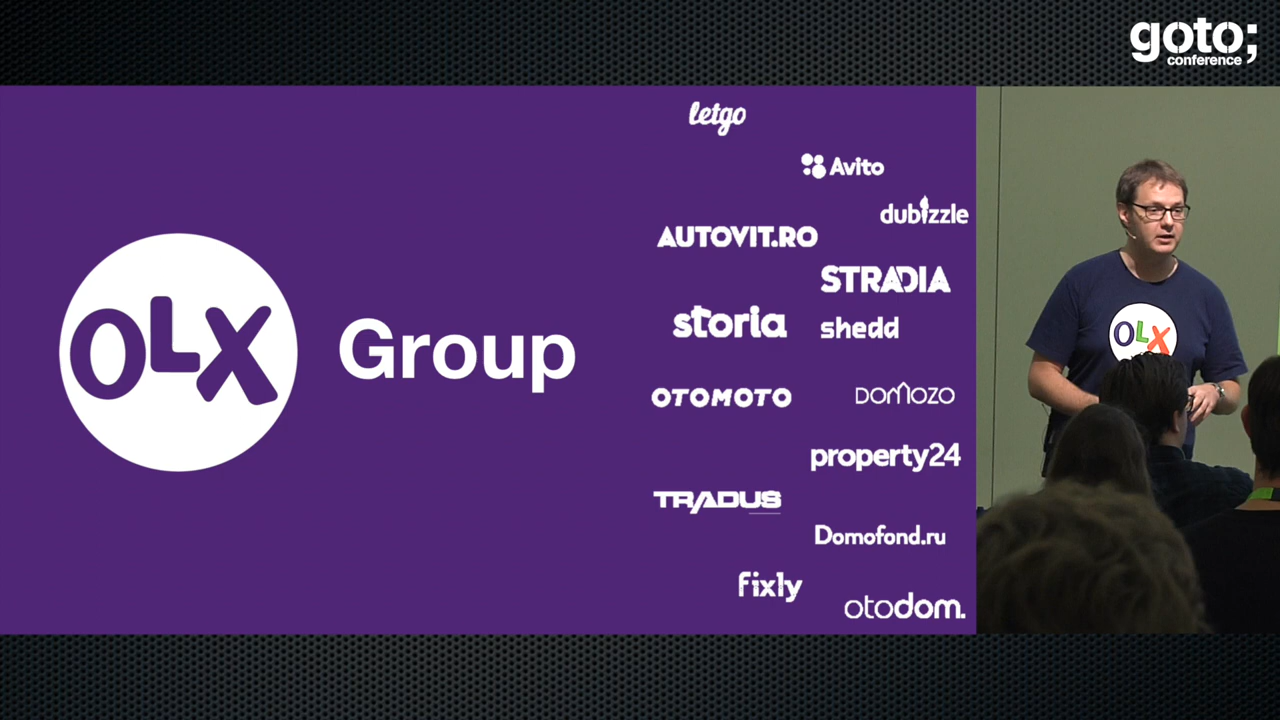 goto;
conference
letgo
Avito
dubizzle
AUTOVIT.RO
STRADIA
storia
shedd
OLX Group
OTOMOTO
DOMOZO
property24
TRADUS
Domofond.ru
fixly
otodom.
OLX